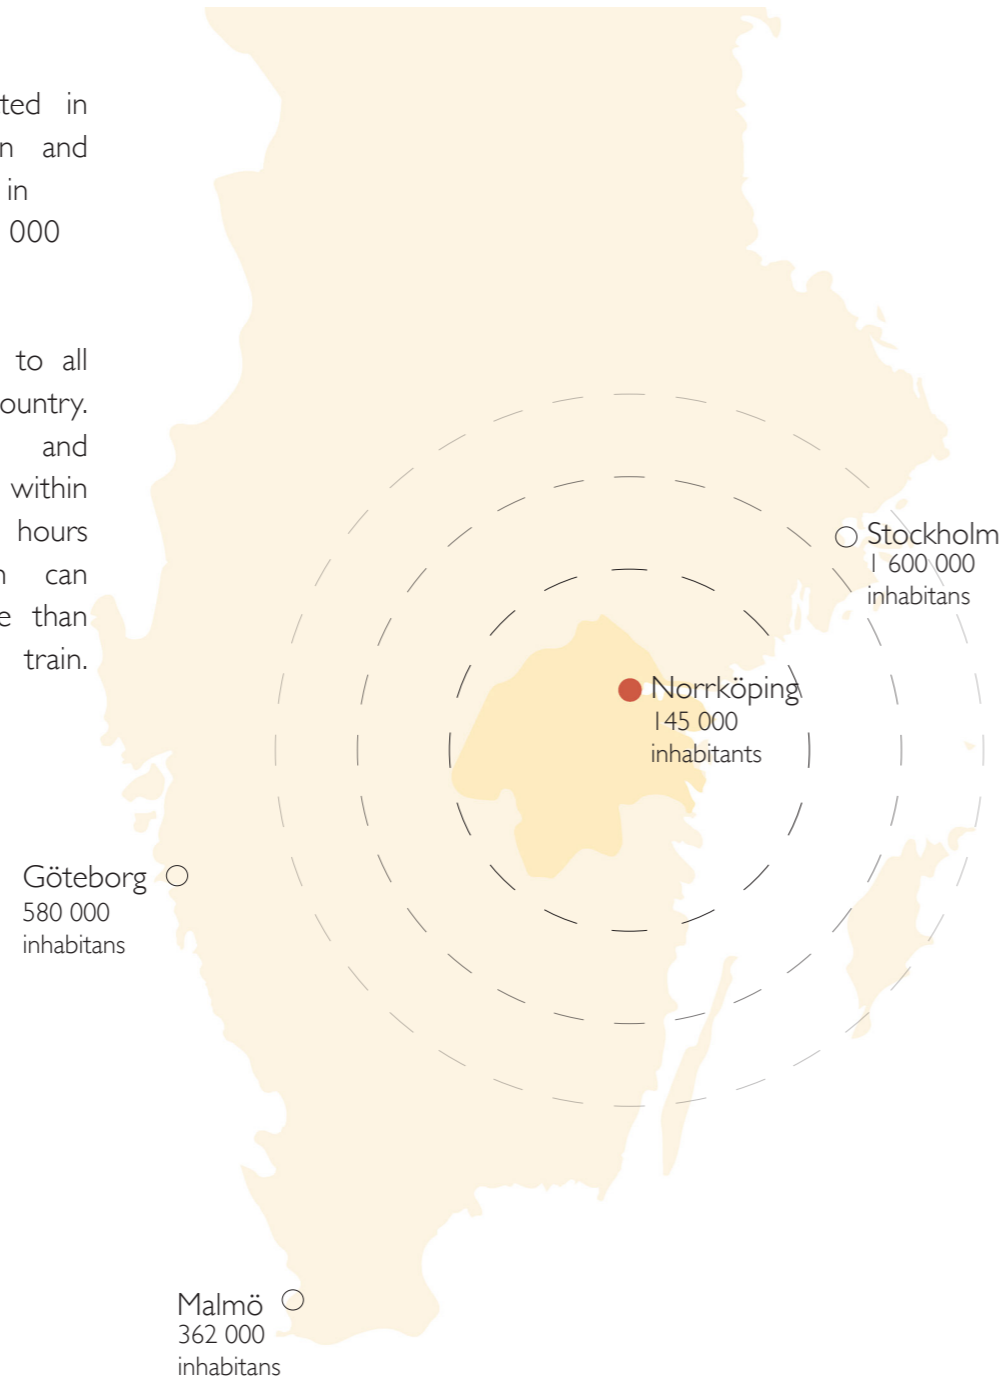 ted in
n and
in
000
to all
ountry.
and
within
hours
n can
e than
train.
Stockholm
1 600 000
inhabitans
Norrköping
145 000
inhabitants
Göteborg
580 000
inhabitans
Malmö
362 000
inhabitans